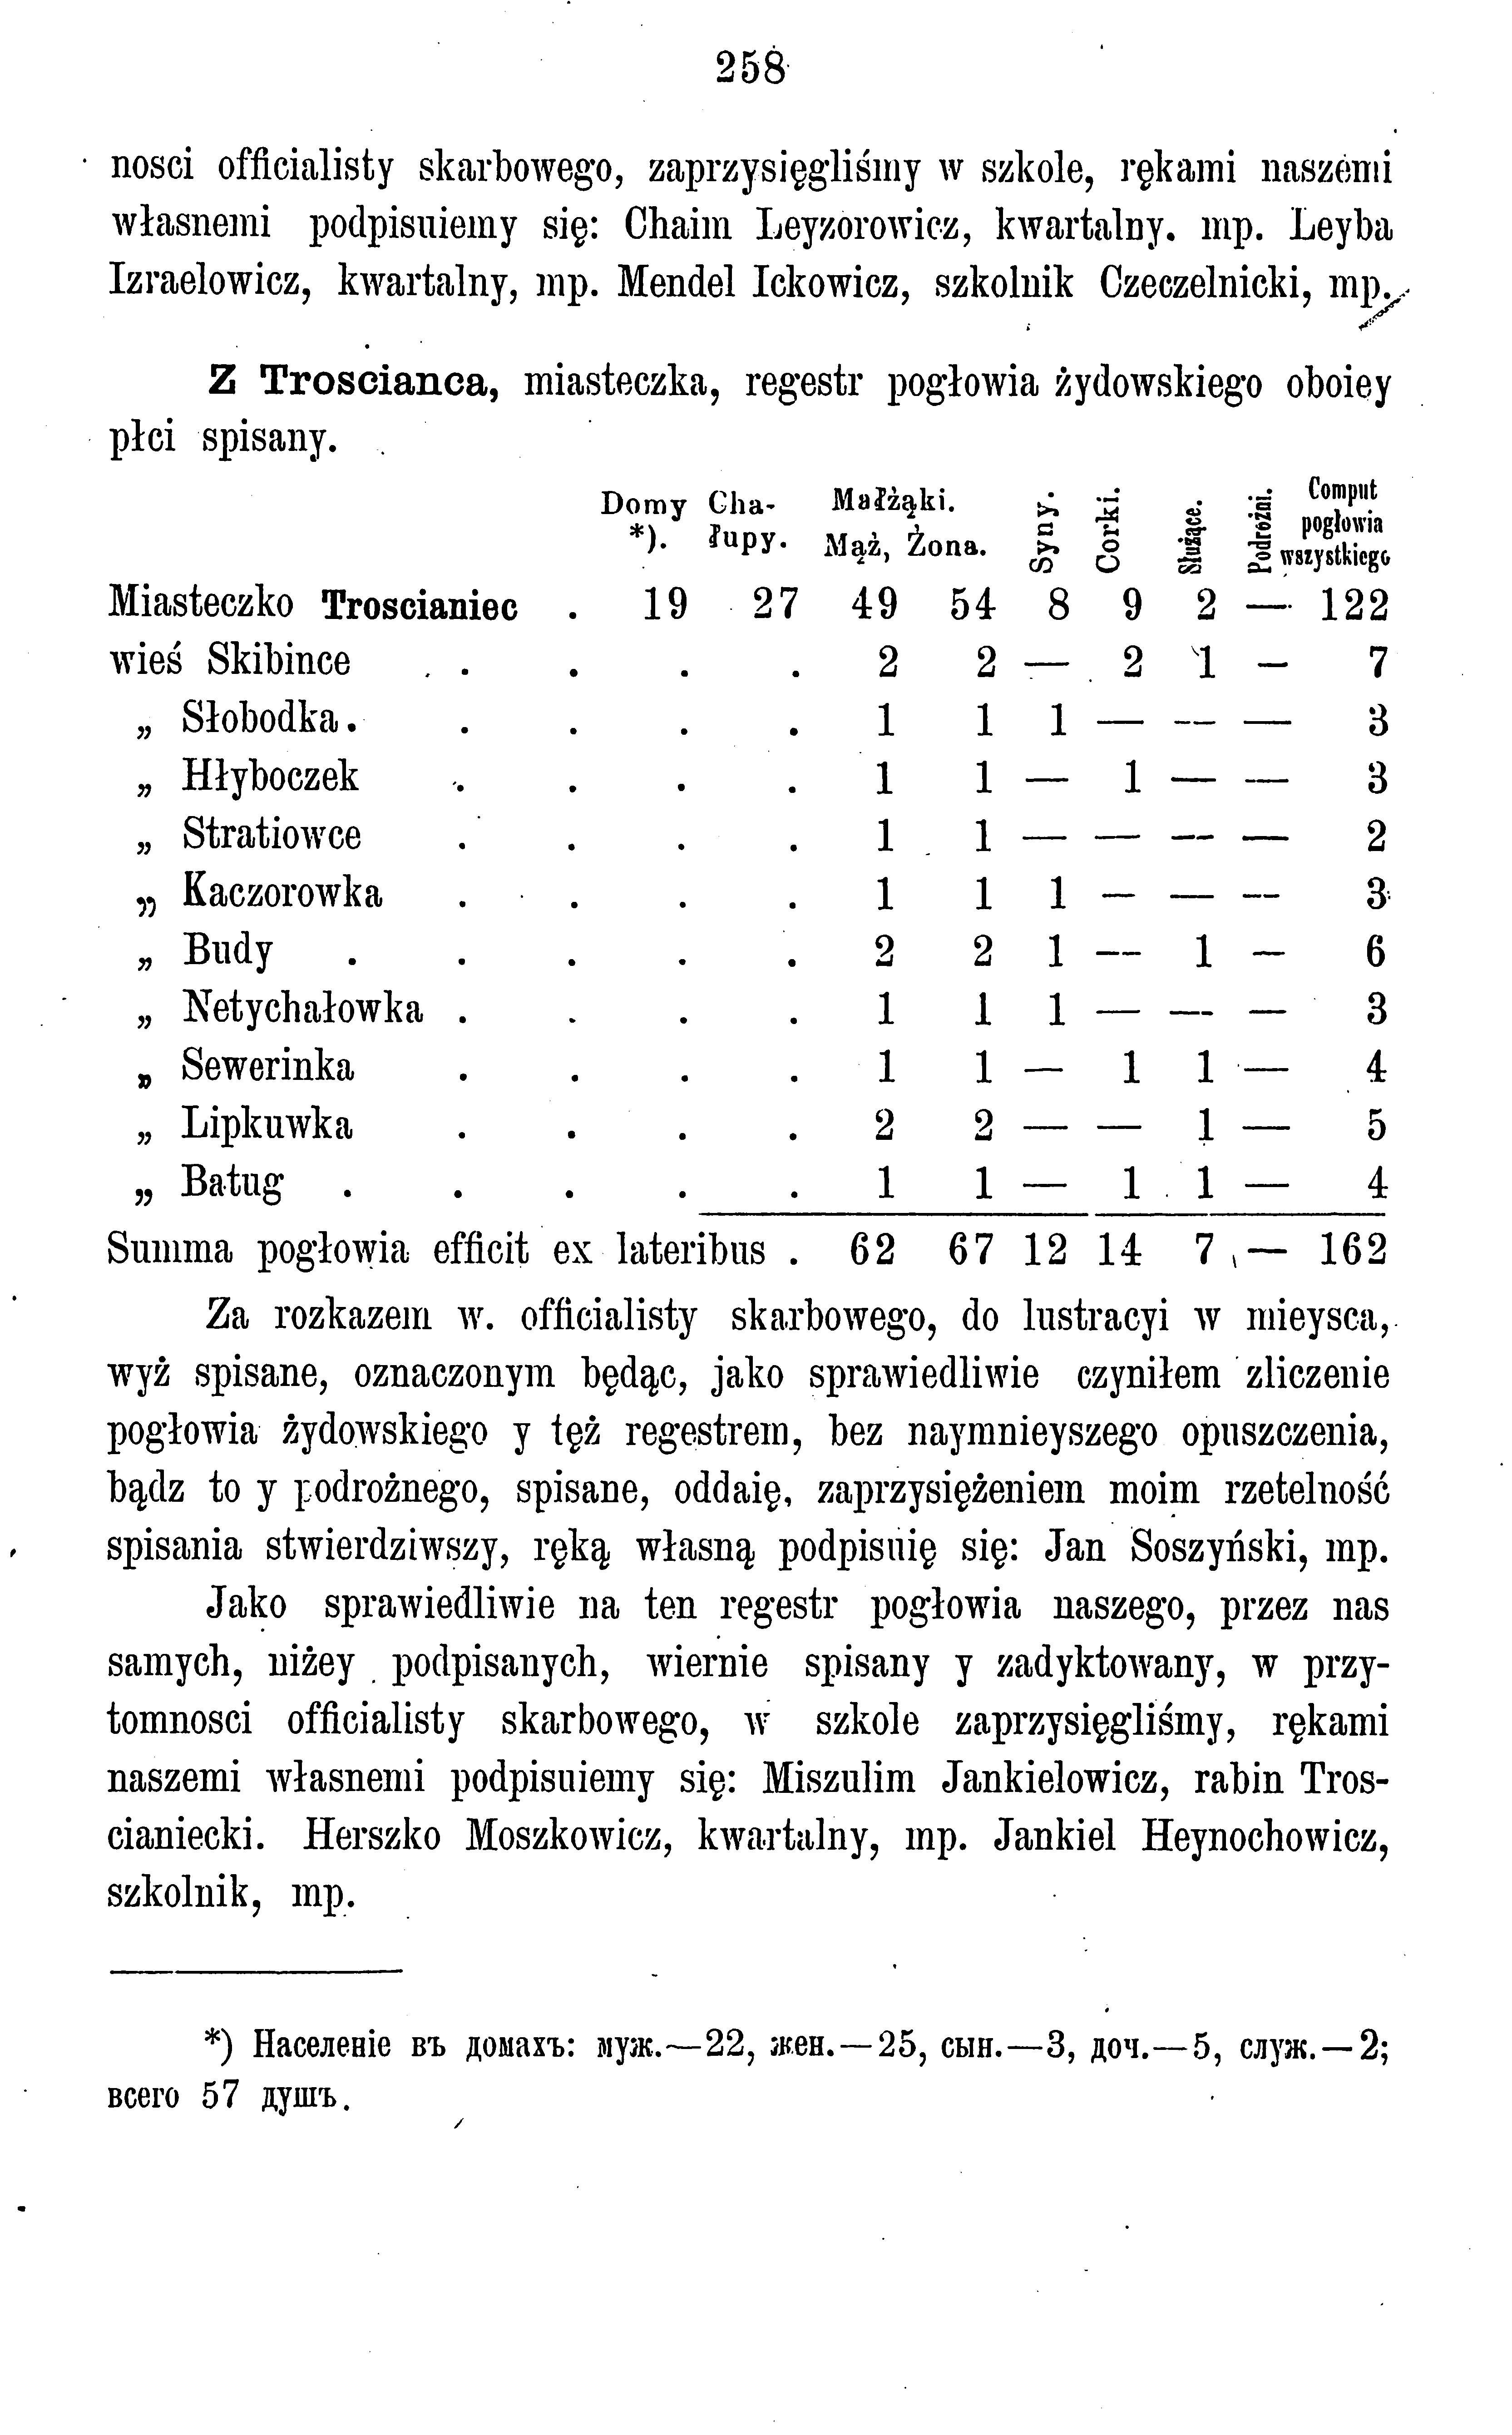 258
nosci officialisty skarbowego, zaprzysięgliśmy w szkole, rękami naszemi
własnemi podpisuiemy się: Chaim Leyzorowicz, kwartalny. mp. Leyba
Izraelowicz, kwartalny, mp. Mendel Ickowicz, szkolnik Czeczelnicki, mp.
Z Troscianca, miasteczka, regestr pogłowia żydowskiego oboiey
płci spisany.
Domy *). Chałupy. Małżąki. Mąż, Żona. Syny. Corki. Służące. Podrożni. Comput pogłowia wszystkiego
Miasteczko Troscianiec . 19 27 49 54 8 9 2 — 122
wieś Skibince . . . . 2 2 — 2 1 — 7
„ Słobodka . . . . . 1 1 1 — — — 3
„ Hłyboczek . . . . 1 1 — 1 — — 3
„ Stratiowce . . . . 1 1 — — — — 2
„ Kaczorowka . . . . 1 1 1 — — — 3
„ Budy . . . . . 2 2 1 — 1 — 6
„ Netychałowka . . . . 1 1 1 — — — 3
„ Sewerinka . . . . 1 1 — 1 1 — 4
„ Lipkuwka . . . . 2 2 — — 1 — 5
„ Batug . . . . . 1 1 — 1 1 — 4
Summa pogłowia efficit ex lateribus . 62 67 12 14 7 — 162
Za rozkazem w. officialisty skarbowego, do lustracyi w mieysca,
wyż spisane, oznaczonym będąc, jako sprawiedliwie czyniłem zliczenie
pogłowia żydowskiego y tęż regestrem, bez naymnieyszego opuszczenia,
bądz to y podrożnego, spisane, oddaię, zaprzysiężeniem moim rzetelność
spisania stwierdziwszy, ręką własną podpisuię się: Jan Soszyński, mp.
Jako sprawiedliwie na ten regestr pogłowia naszego, przez nas
samych, niżey podpisanych, wiernie spisany y zadyktowany, w przy-
tomnosci officialisty skarbowego, w szkole zaprzysięgliśmy, rękami
naszemi własnemi podpisuiemy się: Miszulim Jankielowicz, rabin Tros-
cianiecki. Herszko Moszkowicz, kwartalny, mp. Jankiel Heynochowicz,
szkolnik, mp.
*) Населеніе въ домахъ: муж.—22, жен.—25, сын.—3, доч.—5, служ.—2;
всего 57 душъ.